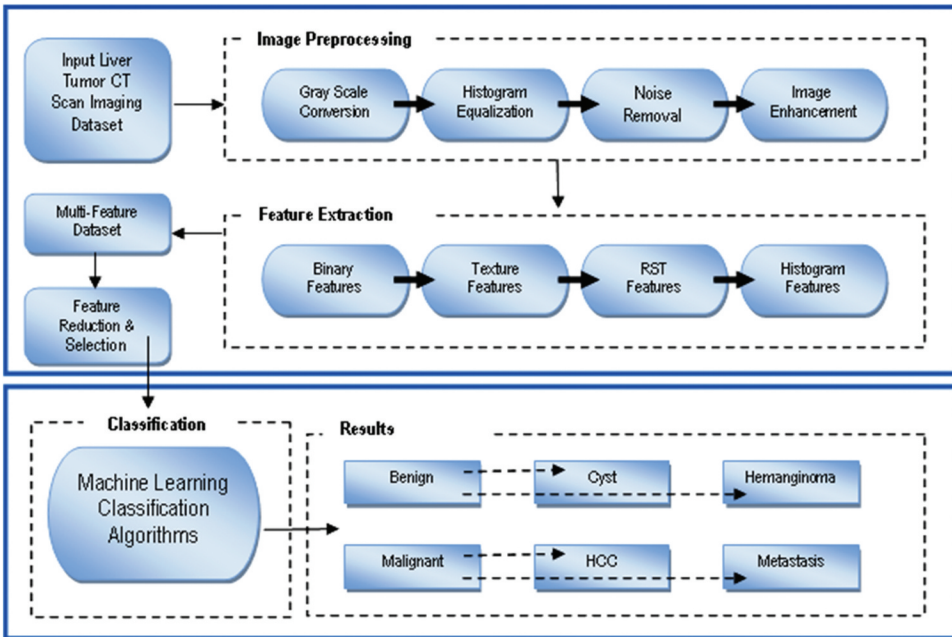 Image Preprocessing
Input Liver
Tumor CT
Scan Imaging
Dataset
Gray Scale
Conversion
Histogram
Equalization
Noise
Removal
Image
Enhancement
Multi-Feature
Dataset
Feature Extraction
Binary
Features
Texture
Features
RST
Features
Histogram
Features
Feature
Reduction &
Selection
Classification
Machine Learning
Classification
Algorithms
Results
Benign
Cyst
Hemanginoma
Malignant
HCC
Metastasis